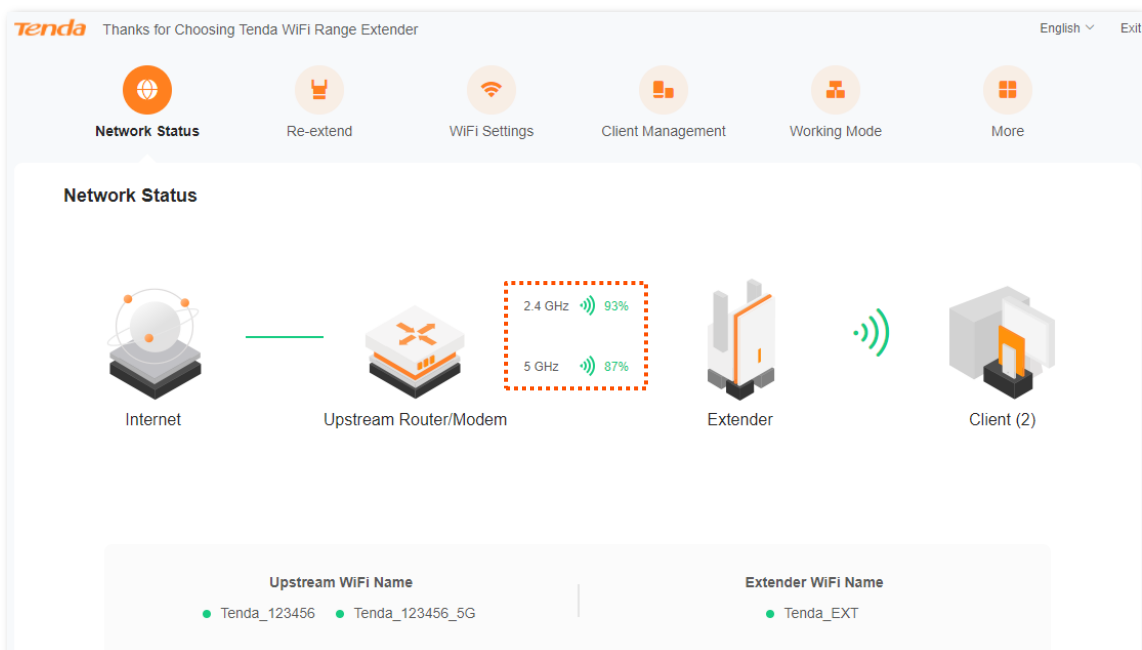 Tenda Thanks for Choosing Tenda WiFi Range Extender English Exit
Network Status Re-extend WiFi Settings Client Management Working Mode More
Network Status
2.4 GHz 93%
5 GHz 87%
Internet Upstream Router/Modem Extender Client (2)
Upstream WiFi Name Extender WiFi Name
Tenda_123456 Tenda_123456_5G Tenda_EXT